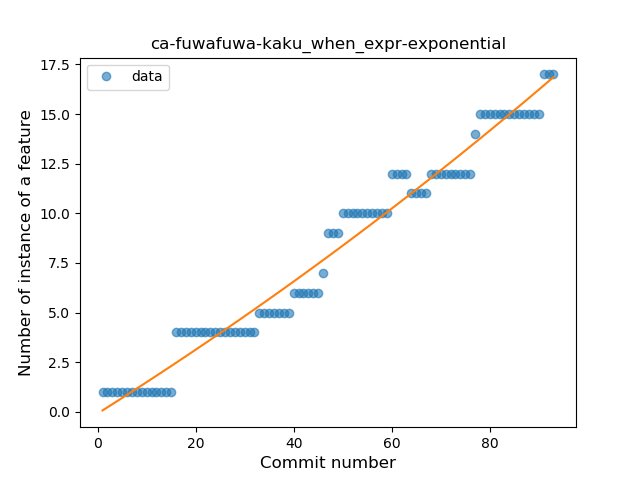 ca-fuwafuwa-kaku_when_expr-exponential
data
Number of instance of a feature
17.5
15.0
12.5
10.0
7.5
5.0
2.5
0.0
0 20 40 60 80
Commit number